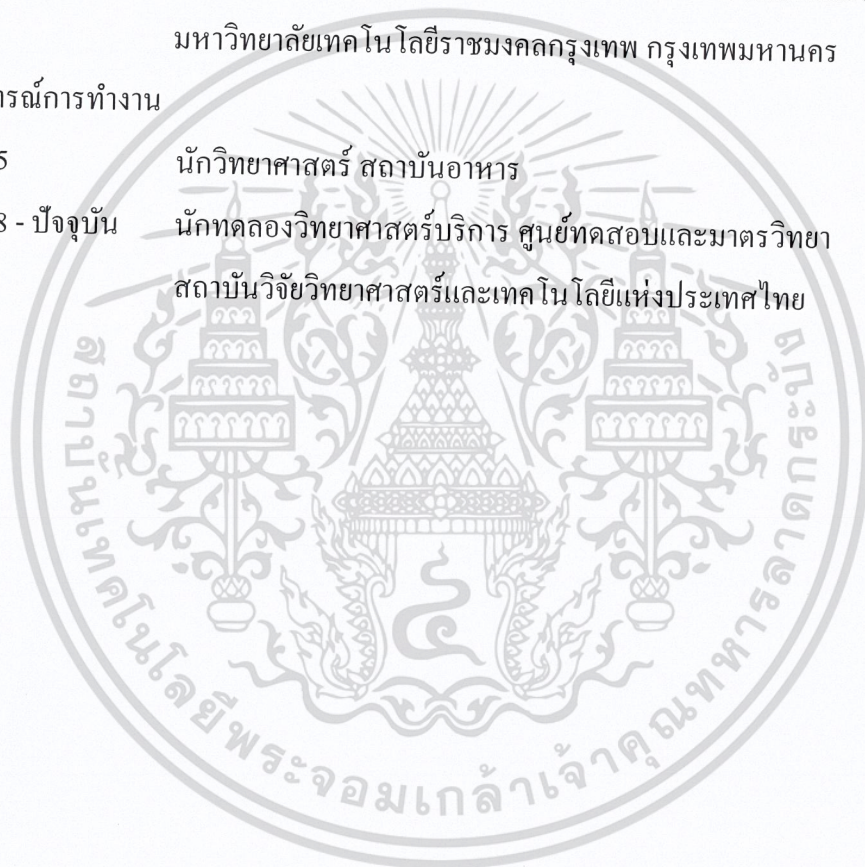 มหาวิทยาลัยเทคโนโลยีราชมงคลกรุงเทพ กรุงเทพมหานคร
รณ์การทำงาน
5 นักวิทยาศาสตร์ สถาบันอาหาร
8 - ปัจจุบัน นักทดลองวิทยาศาสตร์บริการ ศูนย์ทดสอบและมาตรวิทยา
สถาบันวิจัยวิทยาศาสตร์และเทคโนโลยีแห่งประเทศไทย
สถาบันเทคโนโลยีพระจอมเกล้าเจ้าคุณทหารลาดกระบัง
๔